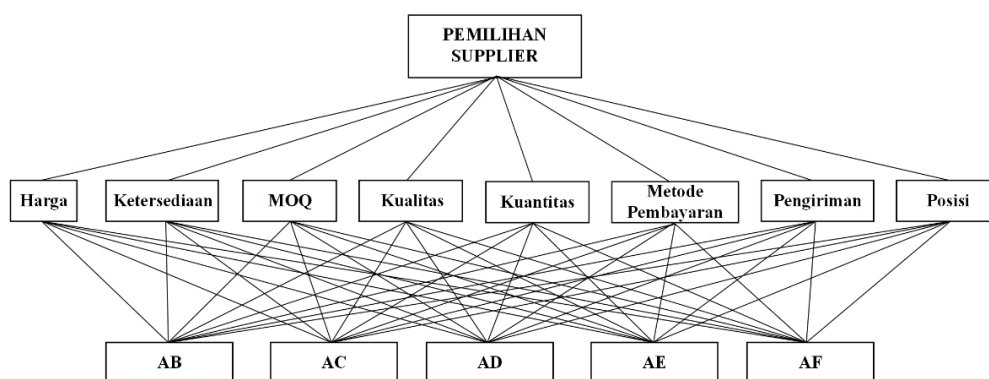 PEMILIHAN
SUPPLIER
Harga
Ketersediaan
MOQ
Kualitas
Kuantitas
Metode
Pembayaran
Pengiriman
Posisi
AB
AC
AD
AE
AF